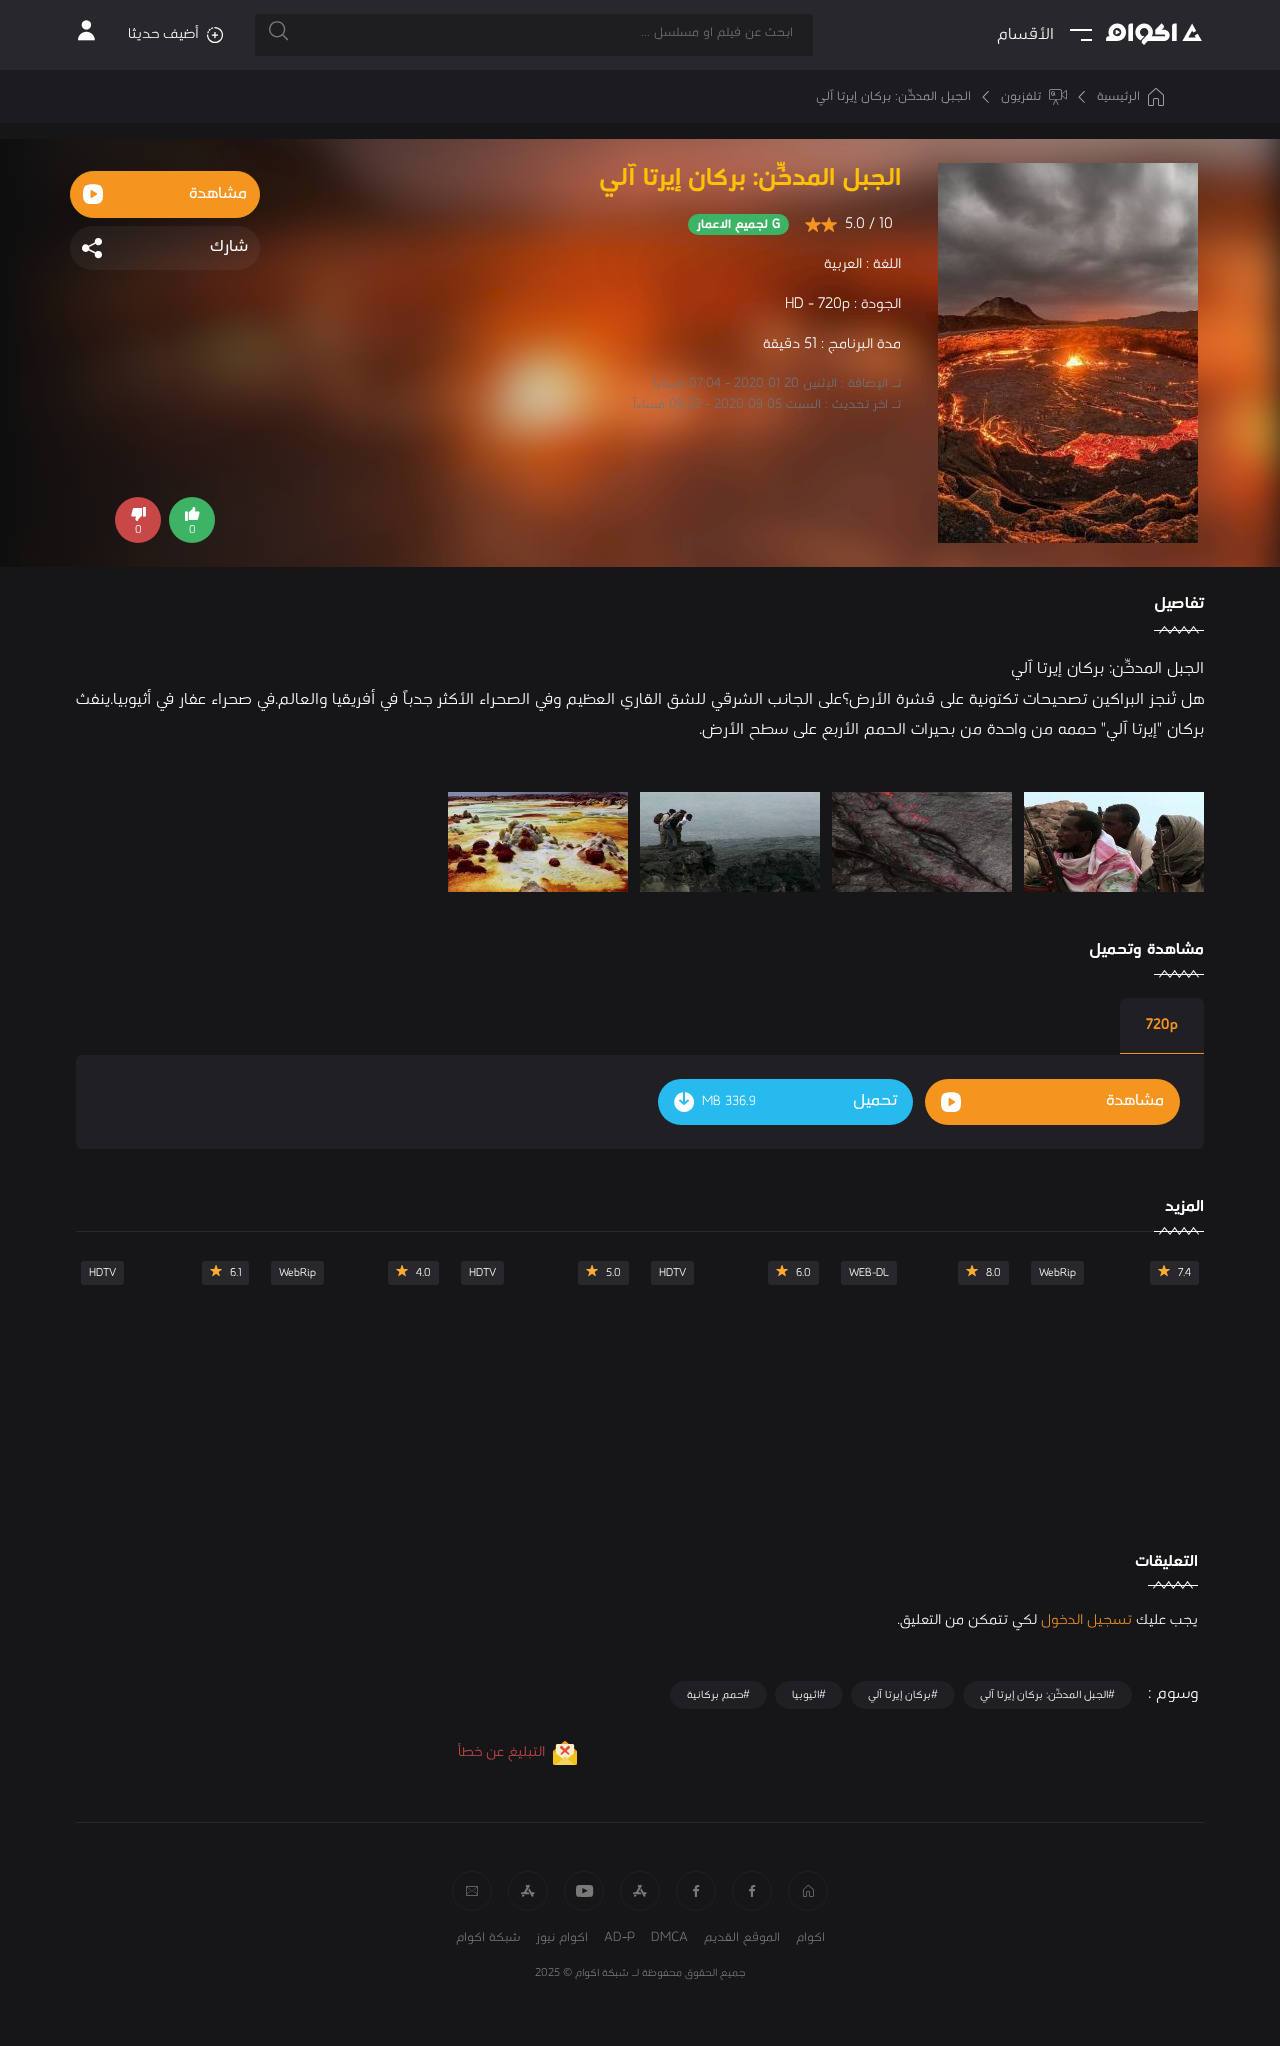 اكوام
الأقسام
ابحث عن فيلم او مسلسل ...
أضيف حديثا
الرئيسية
تلفزيون
الجبل المدخِّن: بركان إيرتا آلي
الجبل المدخِّن: بركان إيرتا آلي
10 / 5.0
G لجميع الاعمار
اللغة : العربية
الجودة : HD - 720p
مدة البرنامج : 51 دقيقة
تـ الإضافة : الإثنين 20 01 2020 - 07:04
تـ اخر تحديث : السبت 05 09 2020 -
مشاهدة
شارك
0
0
تفاصيل
الجبل المدخِّن: بركان إيرتا آلي
هل تُنجز البراكين تصحيحات تكتونية على قشرة الأرض؟على الجانب الشرقي للشق القاري العظيم وفي الصحراء الأكثر جدباً في أفريقيا والعالم.في صحراء عفار في أثيوبيا.ينفث
بركان "إيرتا آلي" حممه من واحدة من بحيرات الحمم الأربع على سطح الأرض.
مشاهدة وتحميل
720p
مشاهدة
تحميل
336.9 MB
المزيد
7.4
WebRip
8.0
WEB-DL
6.0
HDTV
5.0
HDTV
4.0
WebRip
6.1
HDTV
التعليقات
يجب عليك تسجيل الدخول لكي تتمكن من التعليق.
وسوم :
#الجبل المدخِّن: بركان إيرتا آلي
#بركان إيرتا آلي
#اثيوبيا
#حمم بركانية
التبليغ عن خطأ
اكوام
الموقع القديم
DMCA
AD-P
اكوام نيوز
شبكة اكوام
جميع الحقوق محفوظة لـ شبكة اكوام © 2025